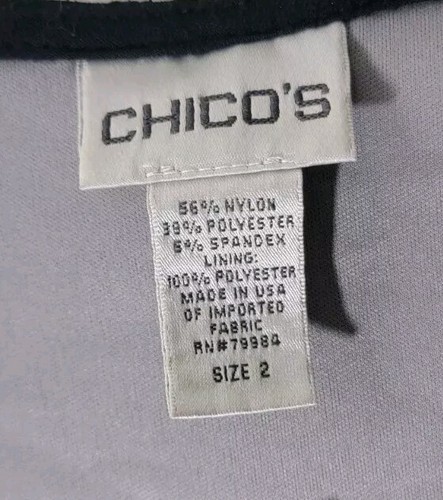 CHICO'S
56% NYLON
39% POLYESTER
5% SPANDEX
LINING:
100% POLYESTER
MADE IN USA
OF IMPORTED
FABRIC
RN#79984
SIZE 2